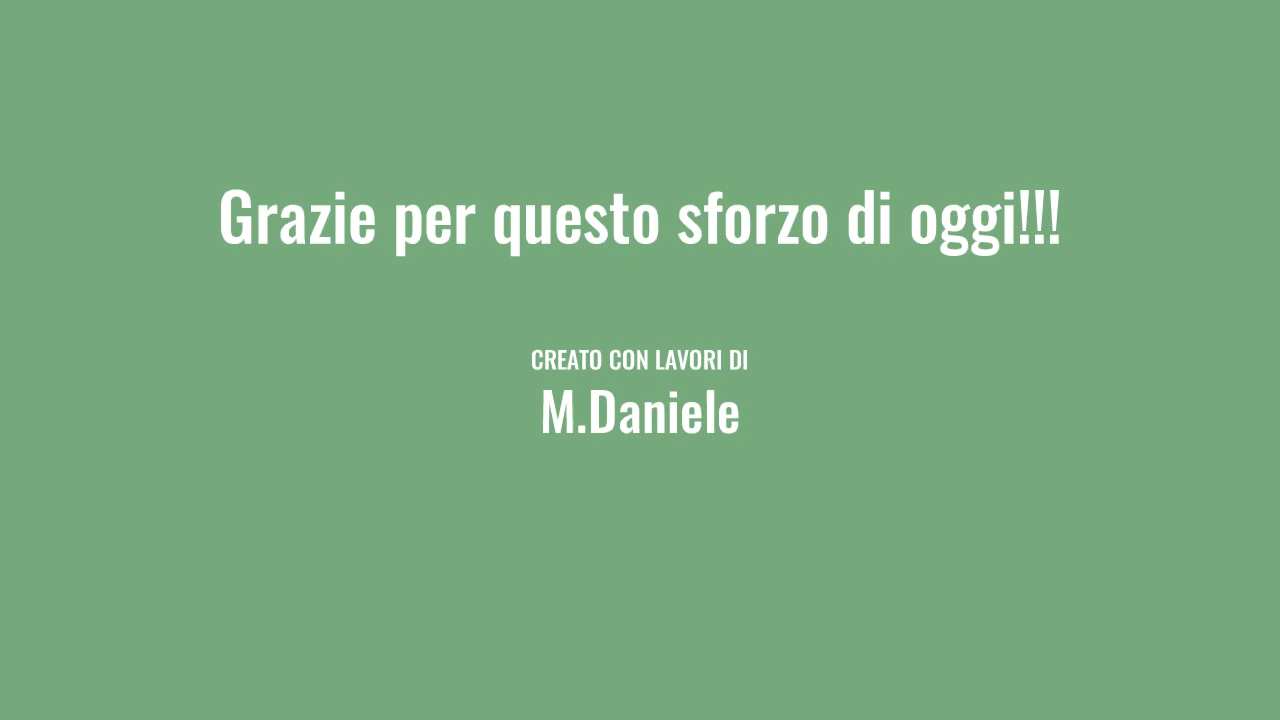 Grazie per questo sforzo di oggi!!!
CREATO CON LAVORI DI
M.Daniele